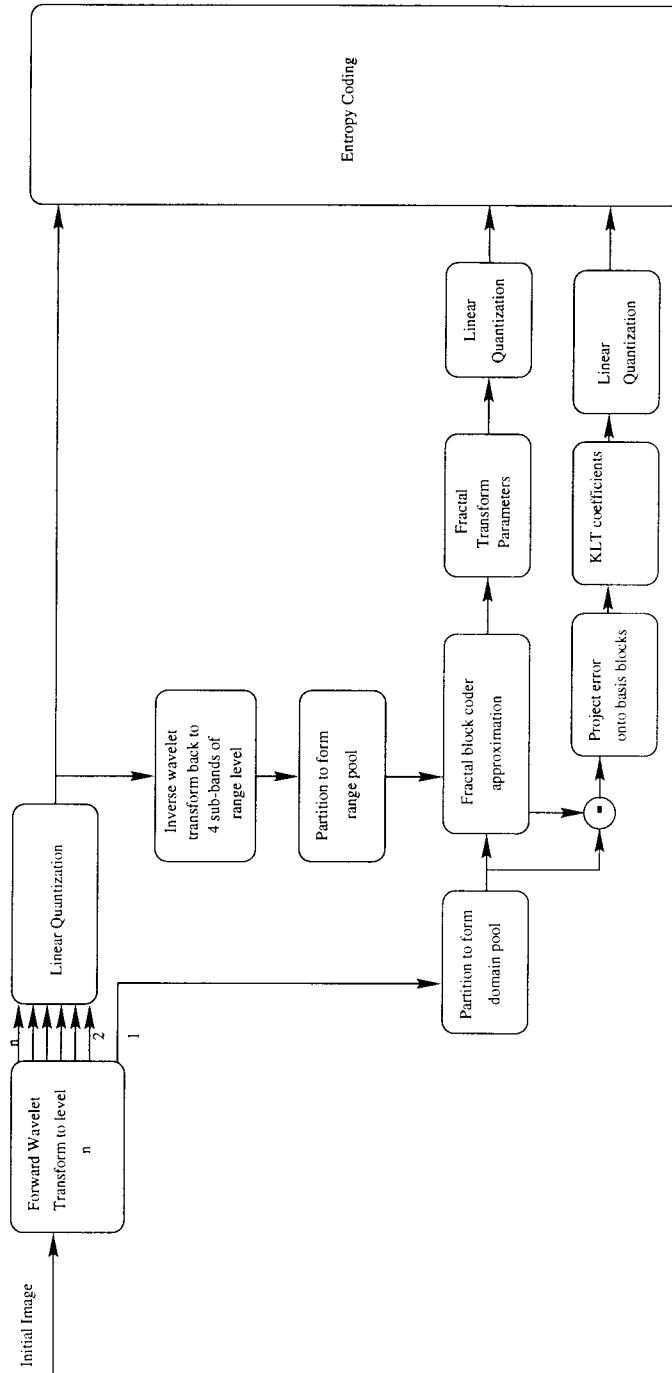 Initial Image
Forward Wavelet
Transform to level
n
n
2
1
Linear Quantization
Inverse wavelet
transform back to
4 sub-bands of
range level
Partition to form
range pool
Partition to form
domain pool
Fractal block coder
approximation
-
Fractal
Transform
Parameters
Linear
Quantization
Project error
onto basis blocks
KLT coefficients
Linear
Quantization
Entropy Coding